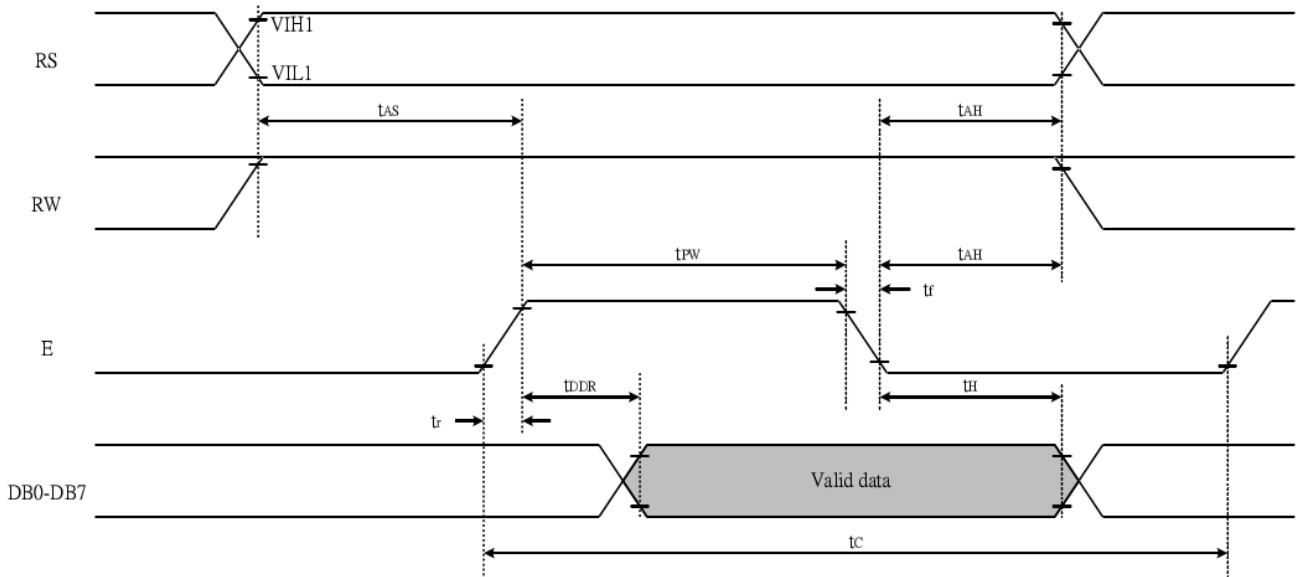 VIH1
RS
VIL1
tAS
tAH
RW
tPW
tAH
tf
E
tDDR
tH
tr
DB0-DB7
Valid data
tC